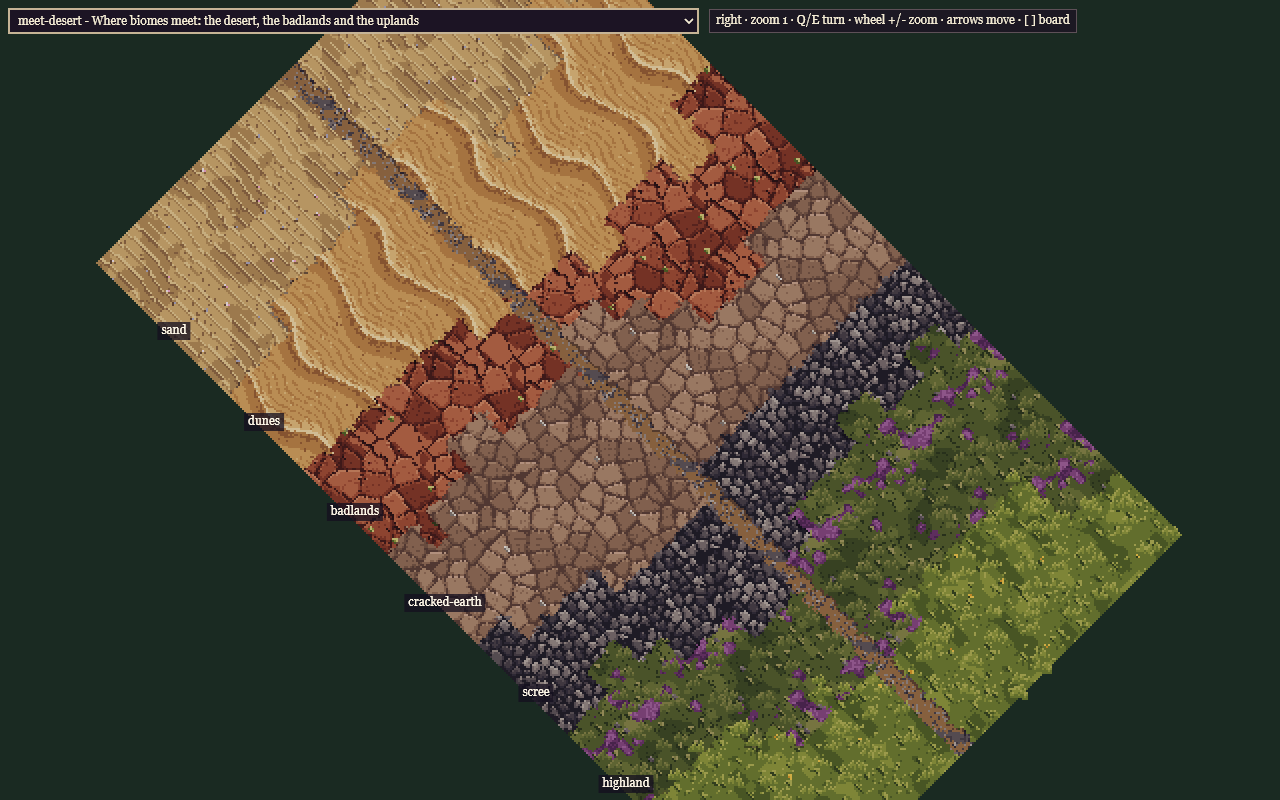 meet-desert - Where biomes meet: the desert, the badlands and the uplands
right · zoom 1 · Q/E turn · wheel +/- zoom · arrows move · [ ] board
sand
dunes
badlands
cracked-earth
scree
highland